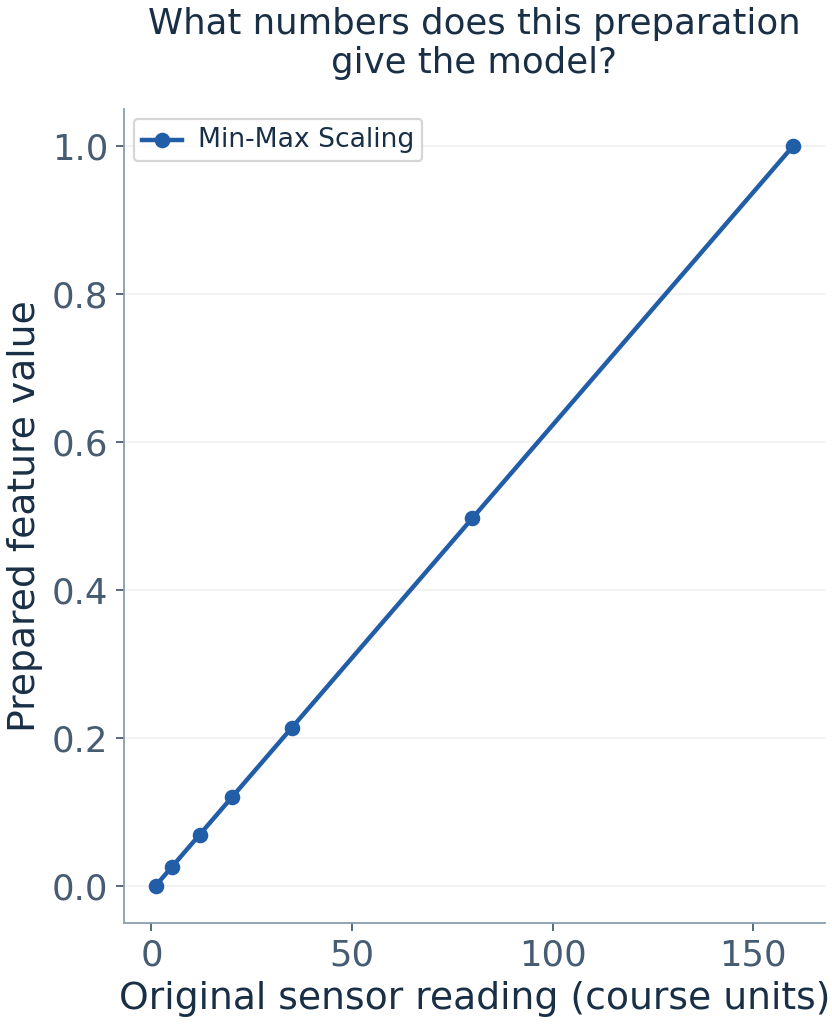 What numbers does this preparation
give the model?
Min-Max Scaling
Prepared feature value
1.0
0.8
0.6
0.4
0.2
0.0
0 50 100 150
Original sensor reading (course units)